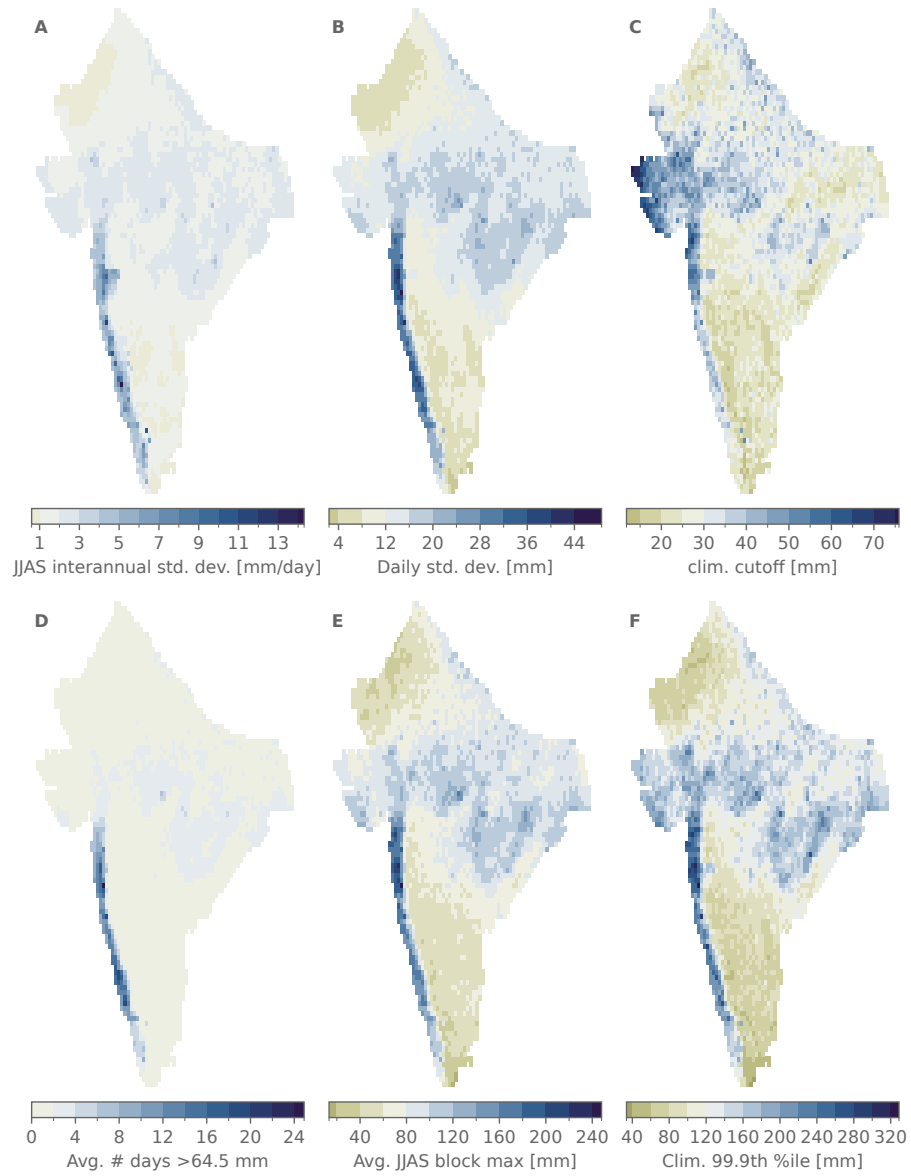 A
B
C
1 3 5 7 9 11 13
JJAS interannual std. dev. [mm/day]
4 12 20 28 36 44
Daily std. dev. [mm]
20 30 40 50 60 70
clim. cutoff [mm]
D
E
F
0 4 8 12 16 20 24
Avg. # days >64.5 mm
40 80 120 160 200 240
Avg. JJAS block max [mm]
40 80 120 160 200 240 280 320
Clim. 99.9th %ile [mm]